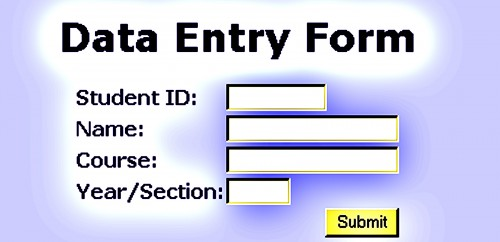 Data Entry Form
Student ID:
Name:
Course:
Year/Section:
Submit